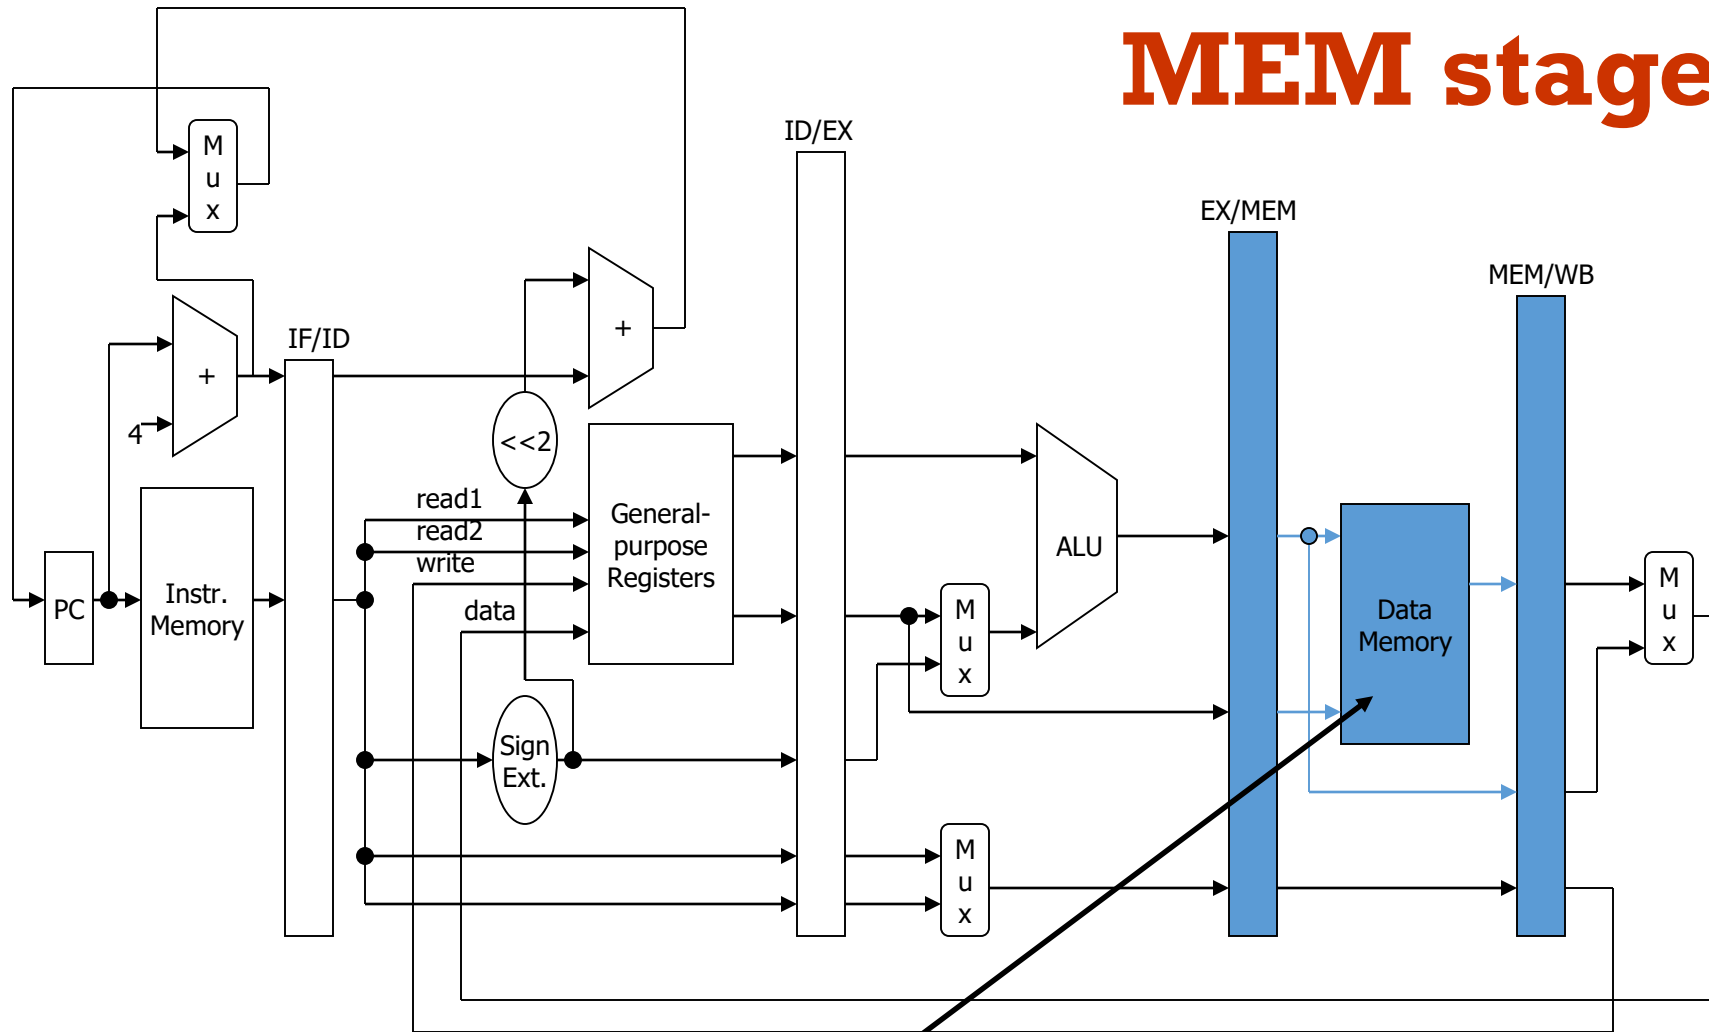 MEM stage
ID/EX
M
u
x
EX/MEM
MEM/WB
+
IF/ID
+
4
<<2
read1
read2
write
data
General-
purpose
Registers
ALU
PC
Instr.
Memory
M
u
x
Data
Memory
M
u
x
Sign
Ext.
M
u
x